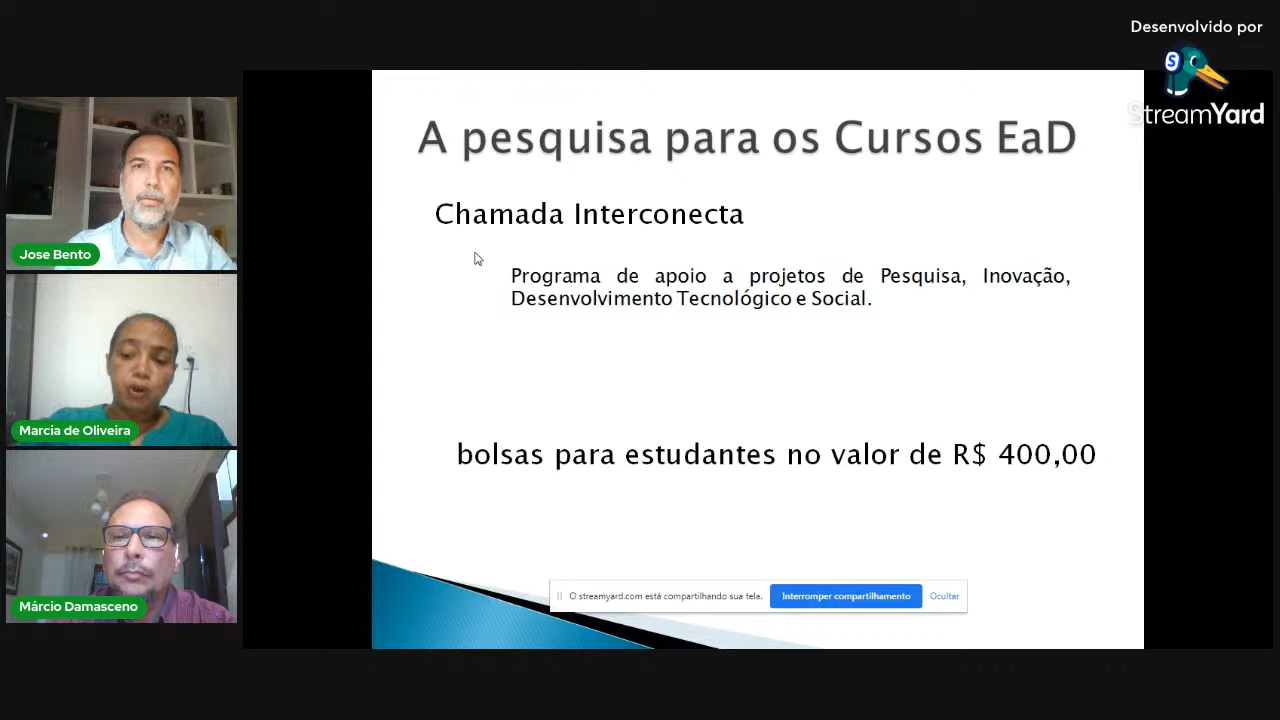 Desenvolvido por
S
StreamYard
A pesquisa para os Cursos EaD
Chamada Interconecta
Programa de apoio a projetos de Pesquisa, Inovação,
Desenvolvimento Tecnológico e Social.
bolsas para estudantes no valor de R$ 400,00
O streamyard.com está compartilhando sua tela.
Interromper compartilhamento
Ocultar
Jose Bento
Marcia de Oliveira
Márcio Damasceno